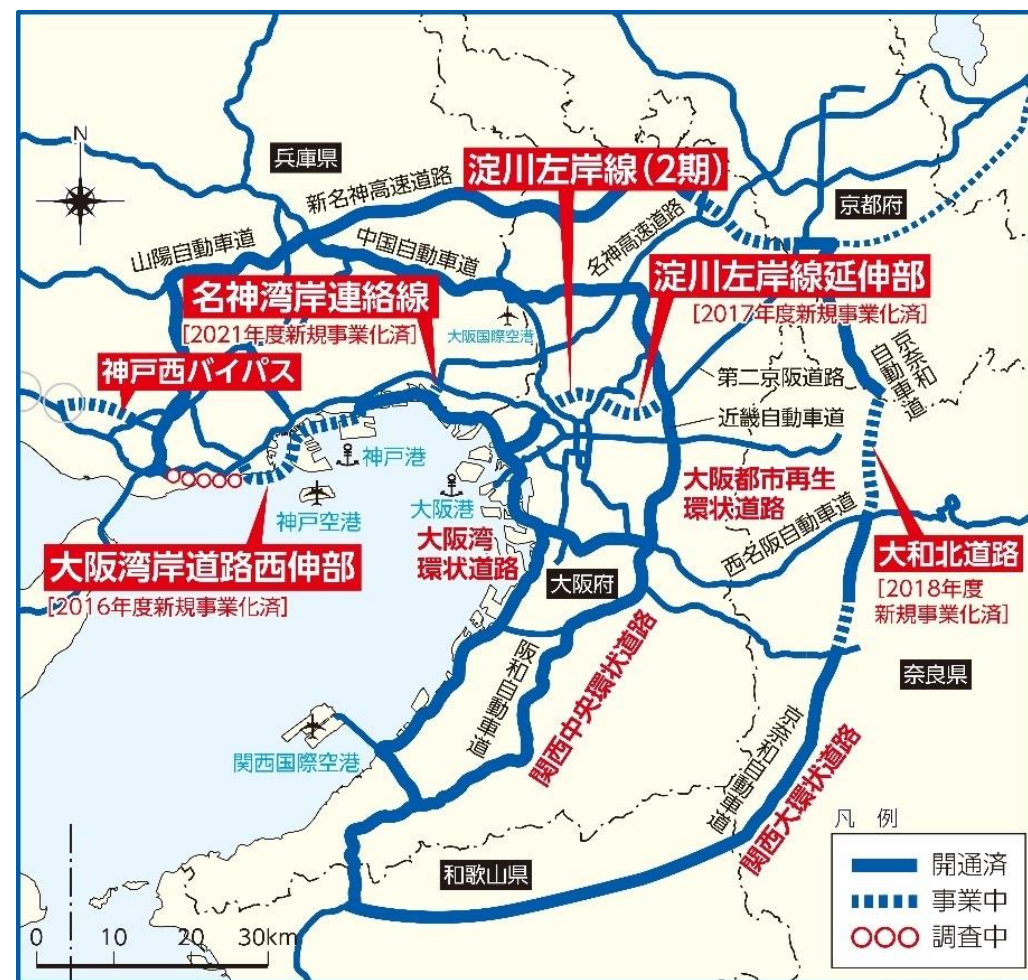 N
兵庫県
新名神高速道路
淀川左岸線(2期)
名神高速道路
京都府
山陽自動車道
中国自動車道
名神湾岸連絡線
[2021年度新規事業化済]
大阪国際空港
淀川左岸線延伸部
[2017年度新規事業化済]
神戸西バイパス
第二京阪道路
京奈和
自動車道
近畿自動車道
神戸港
神戸空港
大阪港
大阪都市再生
環状道路
大阪湾岸道路西伸部
[2016年度新規事業化済]
大阪湾
環状道路
西名阪自動車道
大和北道路
[2018年度
新規事業化済]
大阪府
奈良県
阪和自動車道
関西中央環状道路
関西国際空港
京奈和自動車道
関西大環状道路
和歌山県
凡 例
開通済
事業中
調査中
0 10 20 30km